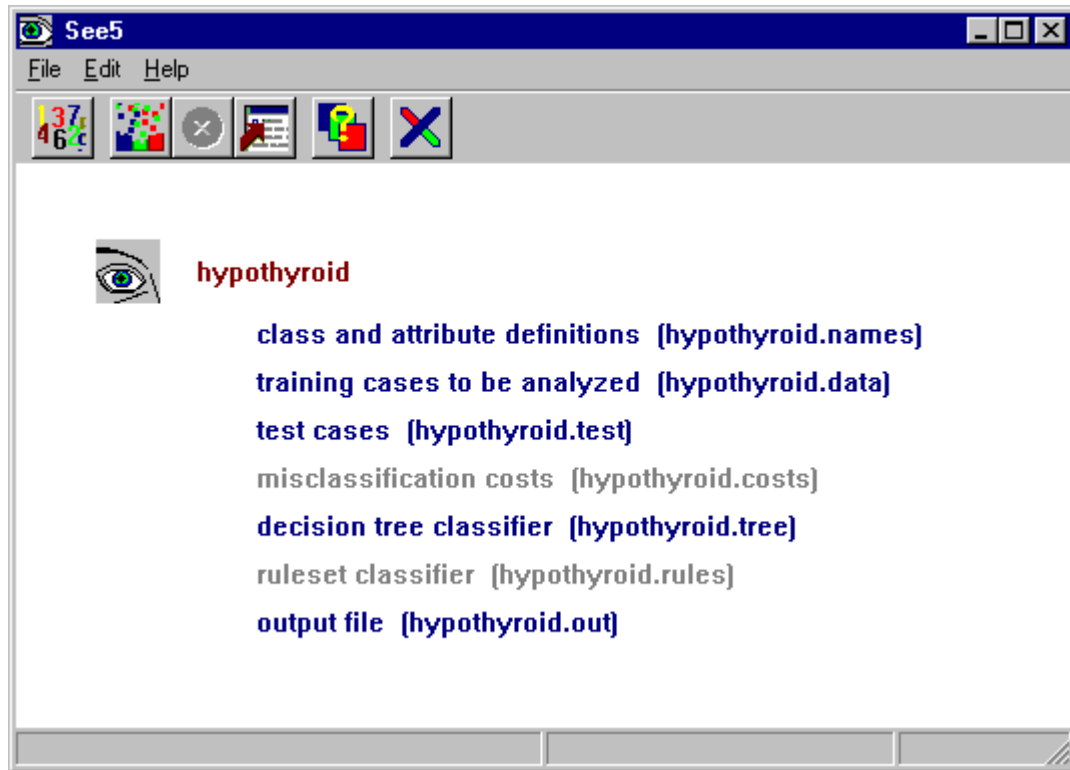 See5
File Edit Help
hypothyroid
class and attribute definitions (hypothyroid.names)
training cases to be analyzed (hypothyroid.data)
test cases (hypothyroid.test)
misclassification costs (hypothyroid.costs)
decision tree classifier (hypothyroid.tree)
ruleset classifier (hypothyroid.rules)
output file (hypothyroid.out)